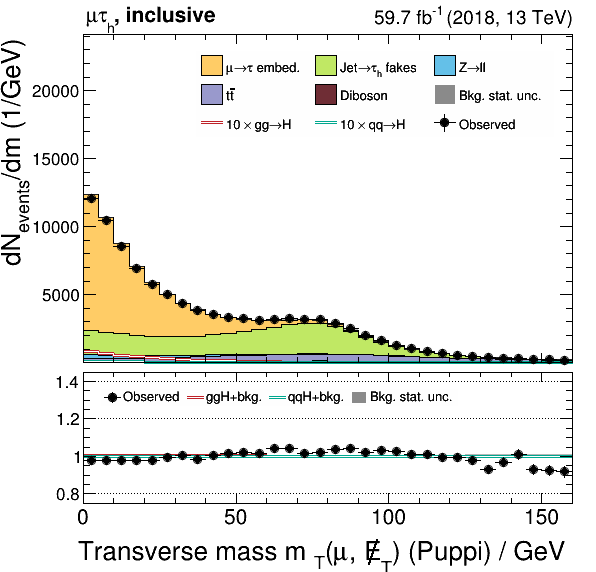 μτh, inclusive 59.7 fb-1 (2018, 13 TeV)
dNevents/dm (1/GeV)
μ→τ embed. Jet→τh fakes Z→ll
tt̄ Diboson Bkg. stat. unc.
10 × gg→H 10 × qq→H Observed
20000
15000
10000
5000
Observed ggH+bkg. qqH+bkg. Bkg. stat. unc.
1.4
1.2
1
0.8
0 50 100 150
Transverse mass m T(μ, E̸T) (Puppi) / GeV